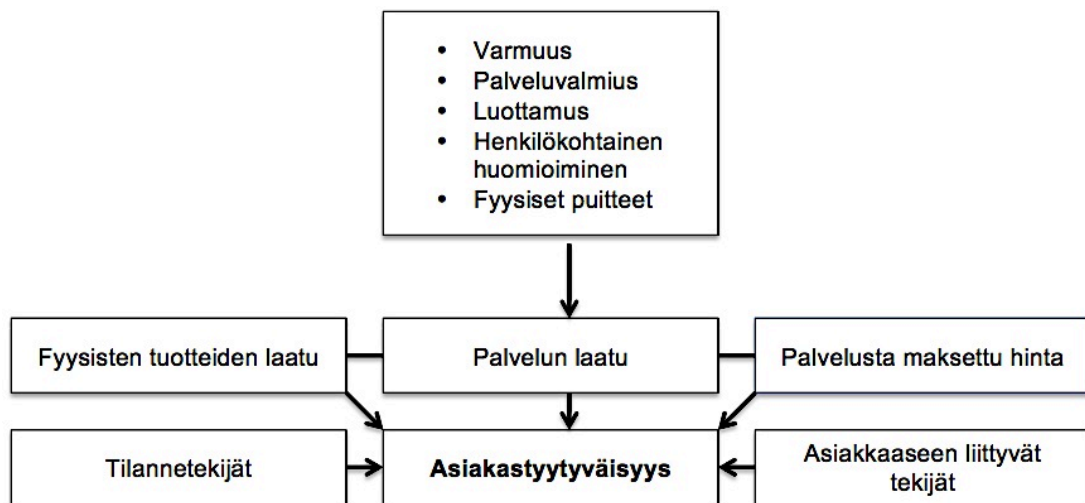 • Varmuus
• Palveluvalmius
• Luottamus
• Henkilökohtainen
huomioiminen
• Fyysiset puitteet
Fyysisten tuotteiden laatu
Palvelun laatu
Palvelusta maksettu hinta
Tilannetekijät
Asiakastyytyväisyys
Asiakkaaseen liittyvät
tekijät